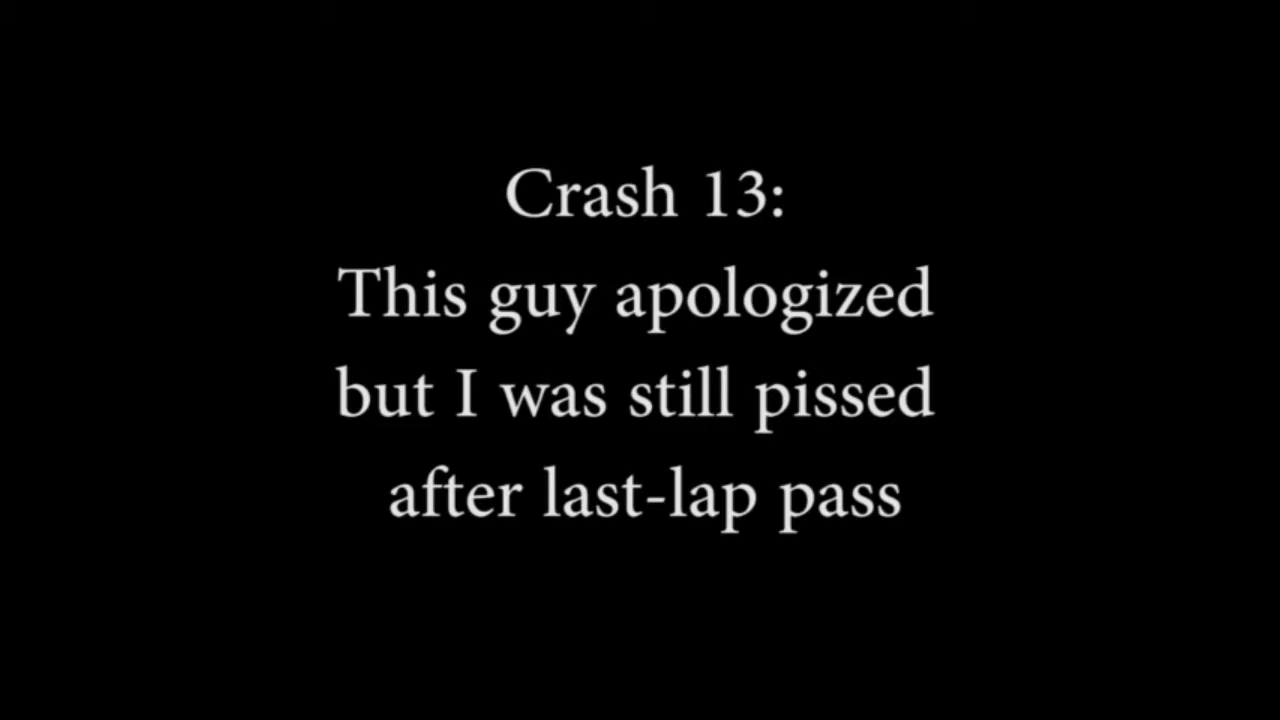 Crash 13:
This guy apologized
but I was still pissed
after last-lap pass